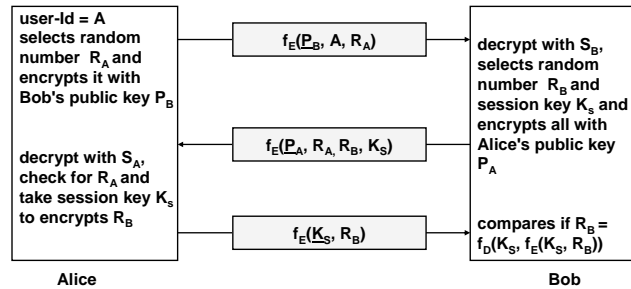 user-Id = A
selects random
number R_A and
encrypts it with
Bob's public key P_B
decrypt with S_A,
check for R_A and
take session key K_s
to encrypts R_B
Alice
f_E(P_B, A, R_A)
f_E(P_A, R_A, R_B, K_S)
f_E(K_S, R_B)
decrypt with S_B,
selects random
number R_B and
session key K_s and
encrypts all with
Alice's public key
P_A
compares if R_B =
f_D(K_S, f_E(K_S, R_B))
Bob